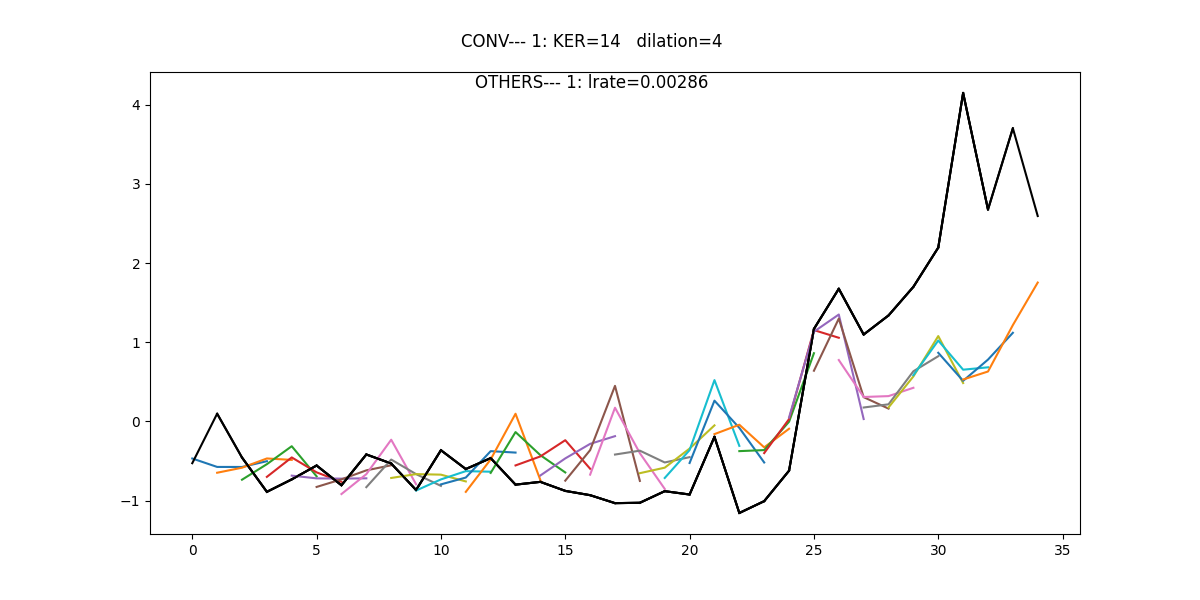 CONV--- 1: KER=14   dilation=4
OTHERS--- 1: lrate=0.00286
4
3
2
1
0
−1
0 5 10 15 20 25 30 35